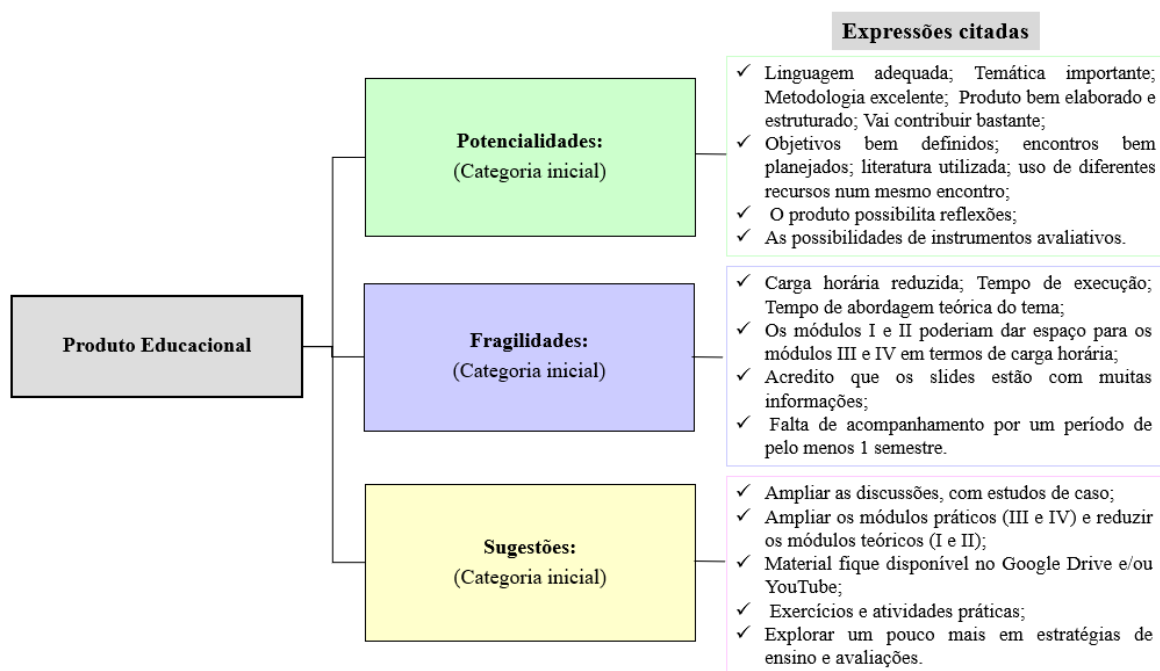 Expressões citadas
Produto Educacional
Potencialidades:
(Categoria inicial)
✓ Linguagem adequada; Temática importante;
Metodologia excelente; Produto bem elaborado e
estruturado; Vai contribuir bastante;
✓ Objetivos bem definidos; encontros bem
planejados; literatura utilizada; uso de diferentes
recursos num mesmo encontro;
✓ O produto possibilita reflexões;
✓ As possibilidades de instrumentos avaliativos.
Fragilidades:
(Categoria inicial)
✓ Carga horária reduzida; Tempo de execução;
Tempo de abordagem teórica do tema;
✓ Os módulos I e II poderiam dar espaço para os
módulos III e IV em termos de carga horária;
✓ Acredito que os slides estão com muitas
informações;
✓ Falta de acompanhamento por um período de
pelo menos 1 semestre.
Sugestões:
(Categoria inicial)
✓ Ampliar as discussões, com estudos de caso;
✓ Ampliar os módulos práticos (III e IV) e reduzir
os módulos teóricos (I e II);
✓ Material fique disponível no Google Drive e/ou
YouTube;
✓ Exercícios e atividades práticas;
✓ Explorar um pouco mais em estratégias de
ensino e avaliações.